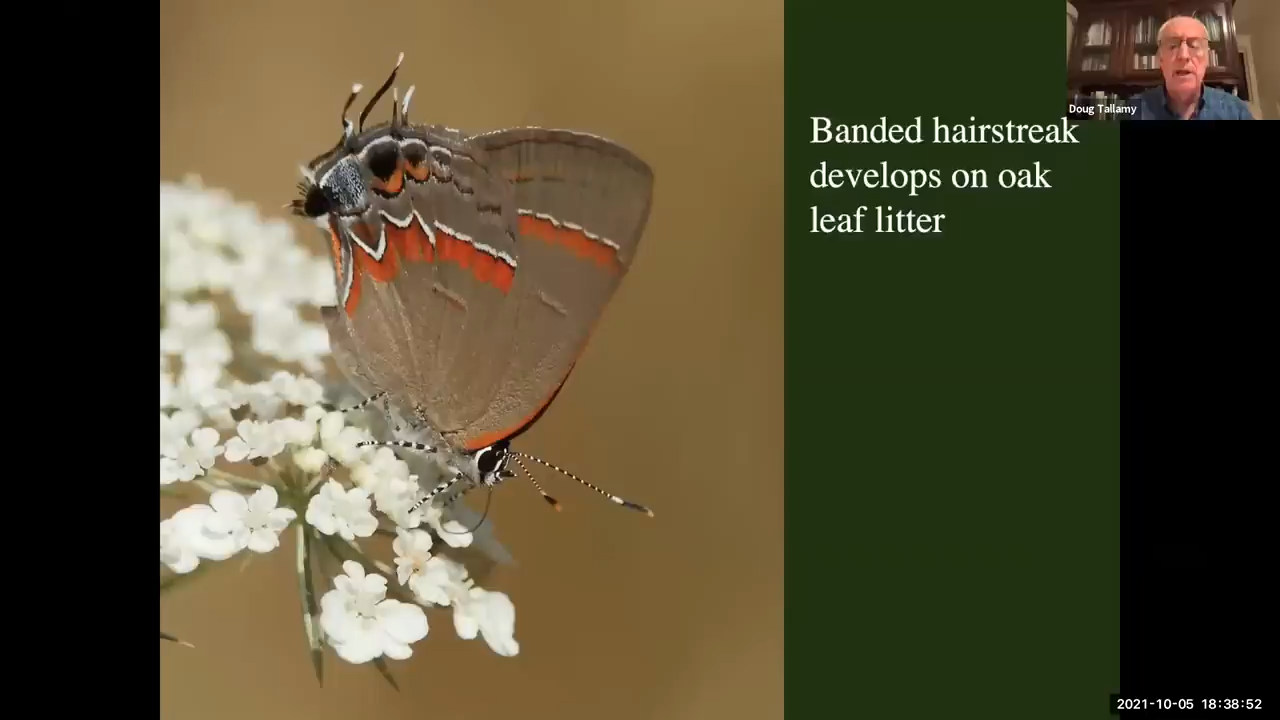 Doug Tallamy
Banded hairstreak
develops on oak
leaf litter
2021-10-05 18:38:52